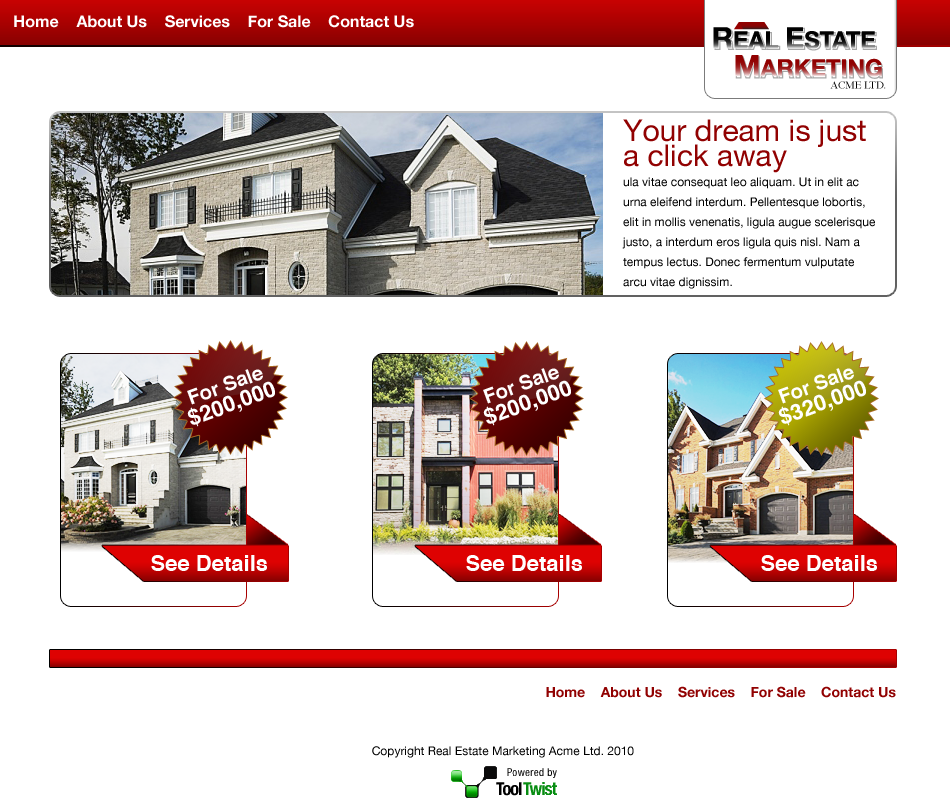 Home About Us Services For Sale Contact Us
REAL ESTATE
MARKETING
ACME LTD.
Your dream is just
a click away
ula vitae consequat leo aliquam. Ut in elit ac
urna eleifend interdum. Pellentesque lobortis,
elit in mollis venenatis, ligula augue scelerisque
justo, a interdum eros ligula quis nisl. Nam a
tempus lectus. Donec fermentum vulputate
arcu vitae dignissim.
For Sale
$200,000
See Details
For Sale
$200,000
See Details
For Sale
$320,000
See Details
Home About Us Services For Sale Contact Us
Copyright Real Estate Marketing Acme Ltd. 2010
Powered by
ToolTwist